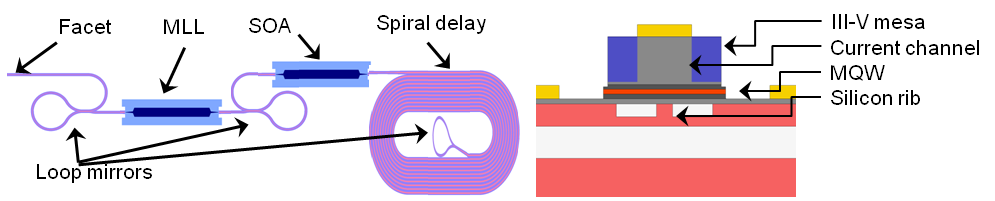 Facet
MLL
SOA
Spiral delay
Loop mirrors
III-V mesa
Current channel
MQW
Silicon rib